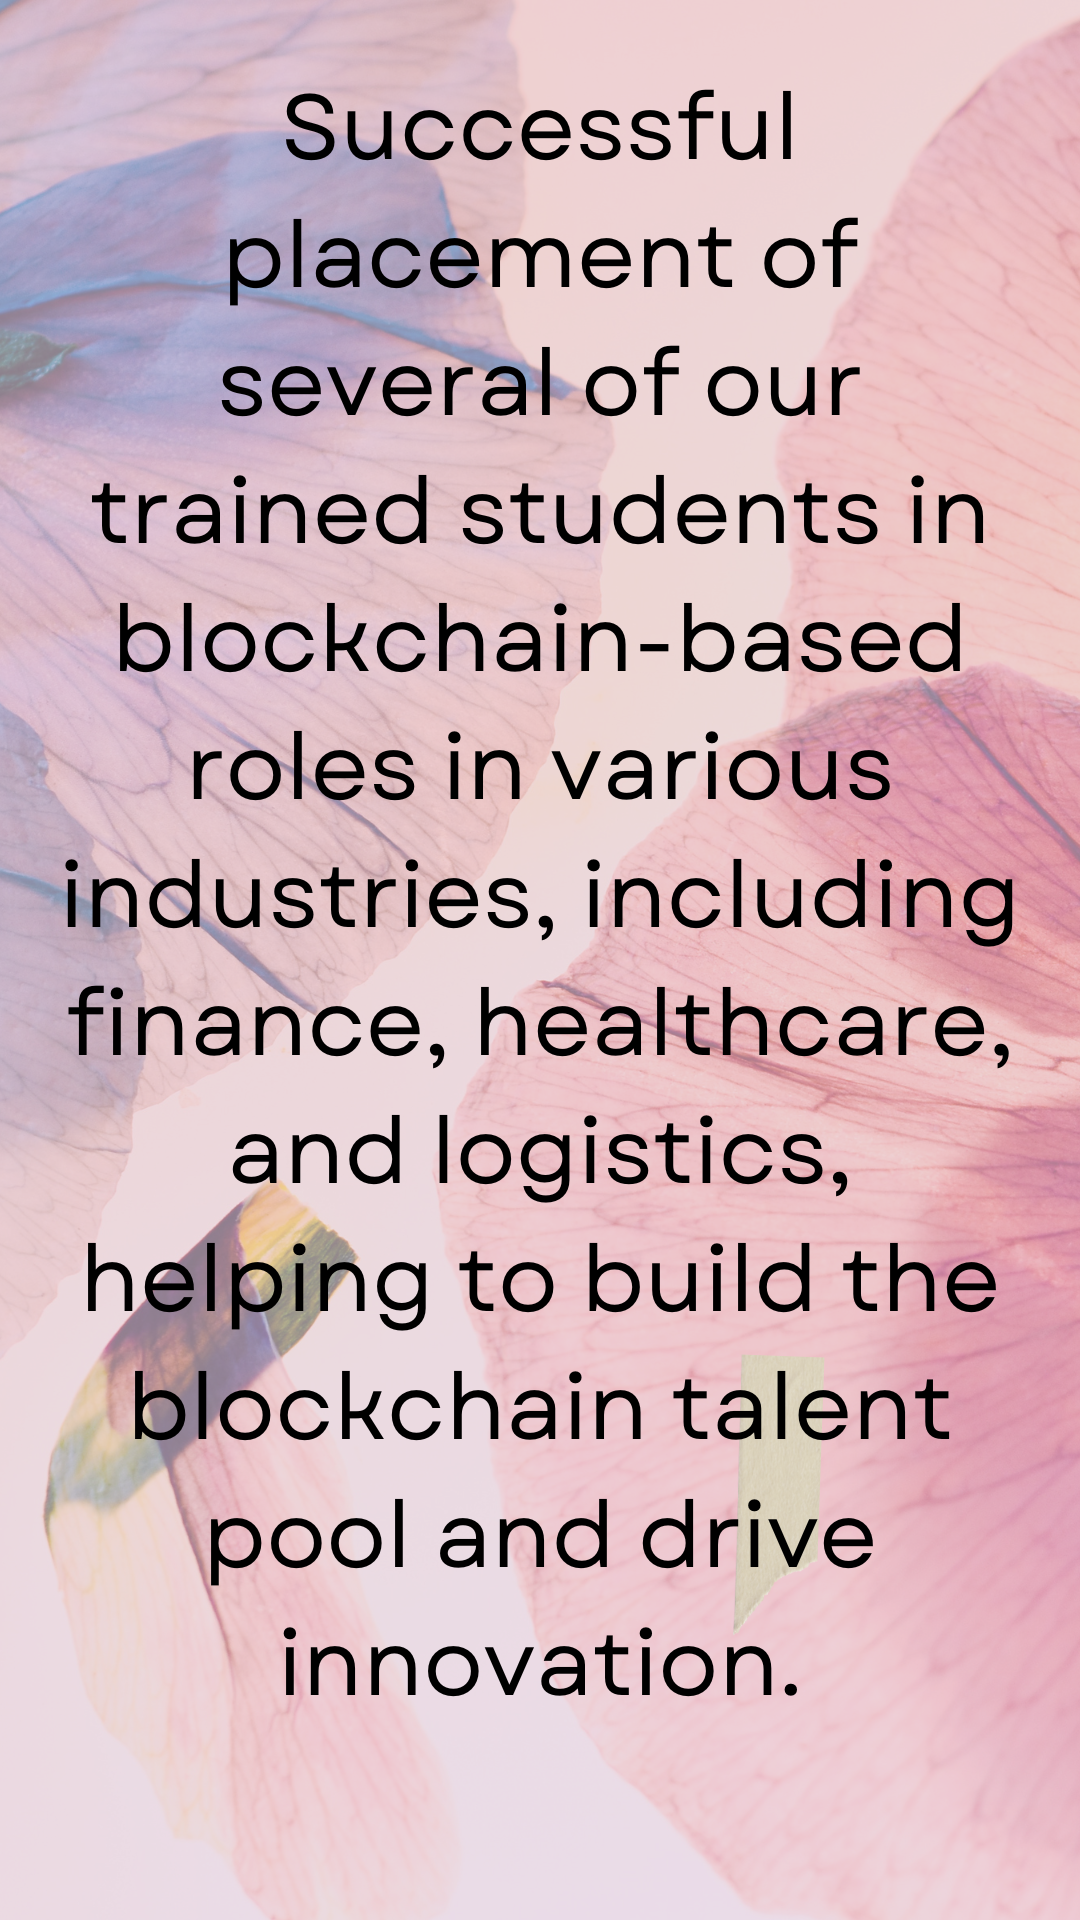 Successful
placement of
several of our
trained students in
blockchain-based
roles in various
industries, including
finance, healthcare,
and logistics,
helping to build the
blockchain talent
pool and drive
innovation.